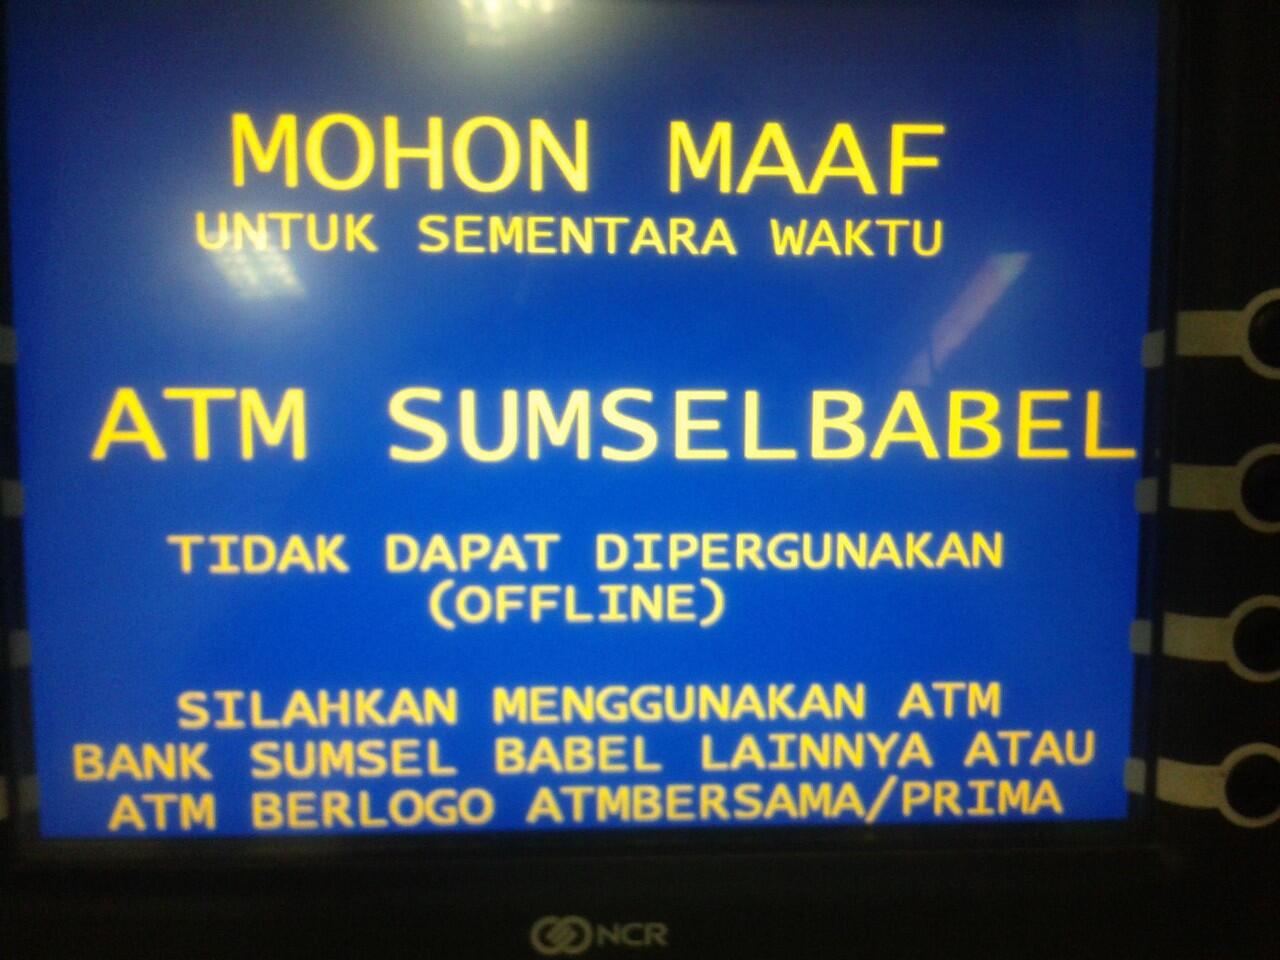 MOHON MAAF
UNTUK SEMENTARA WAKTU
ATM SUMSELBABEL
TIDAK DAPAT DIPERGUNAKAN
(OFFLINE)
SILAHKAN MENGGUNAKAN ATM
BANK SUMSEL BABEL LAINNYA ATAU
ATM BERLOGO ATMBERSAMA/PRIMA
NCR